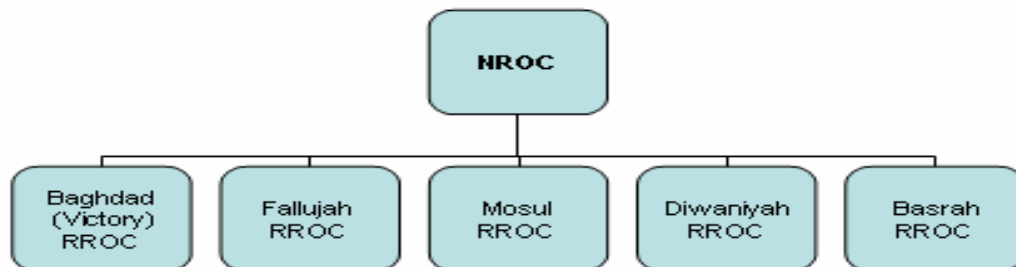 NROC
Baghdad
(Victory)
RROC
Fallujah
RROC
Mosul
RROC
Diwaniyah
RROC
Basrah
RROC